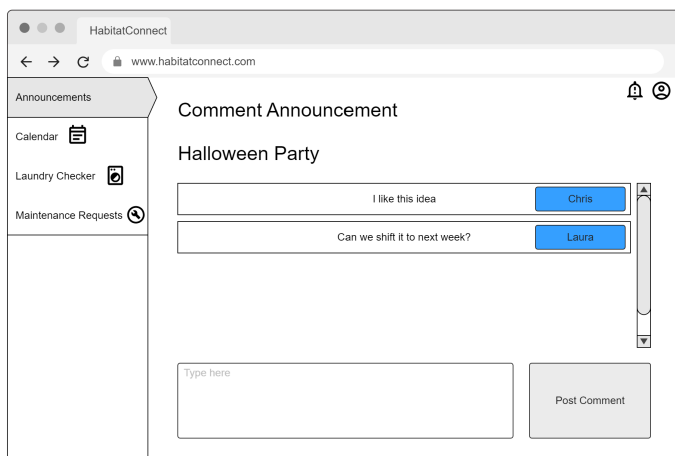 HabitatConnect
www.habitatconnect.com
Announcements
Calendar
Laundry Checker
Maintenance Requests
Comment Announcement
Halloween Party
I like this idea
Chris
Can we shift it to next week?
Laura
Type here
Post Comment